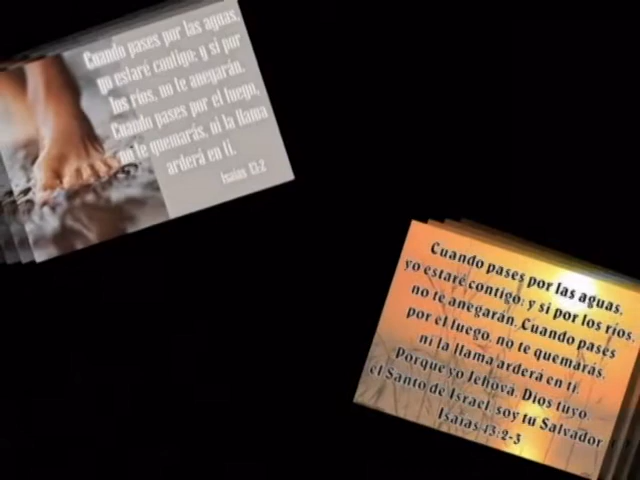 Cuando pases por las aguas,
yo estaré contigo; y si por
los ríos, no te anegarán.
Cuando pases por el fuego,
no te quemarás, ni la llama
arderá en ti.
Isaías 43:2
Cuando pases por las aguas,
yo estaré contigo; y si por los ríos,
no te anegarán. Cuando pases
por el fuego, no te quemarás,
ni la llama arderá en ti.
Porque yo Jehová, Dios tuyo,
el Santo de Israel, soy tu Salvador
Isaías 43:2-3